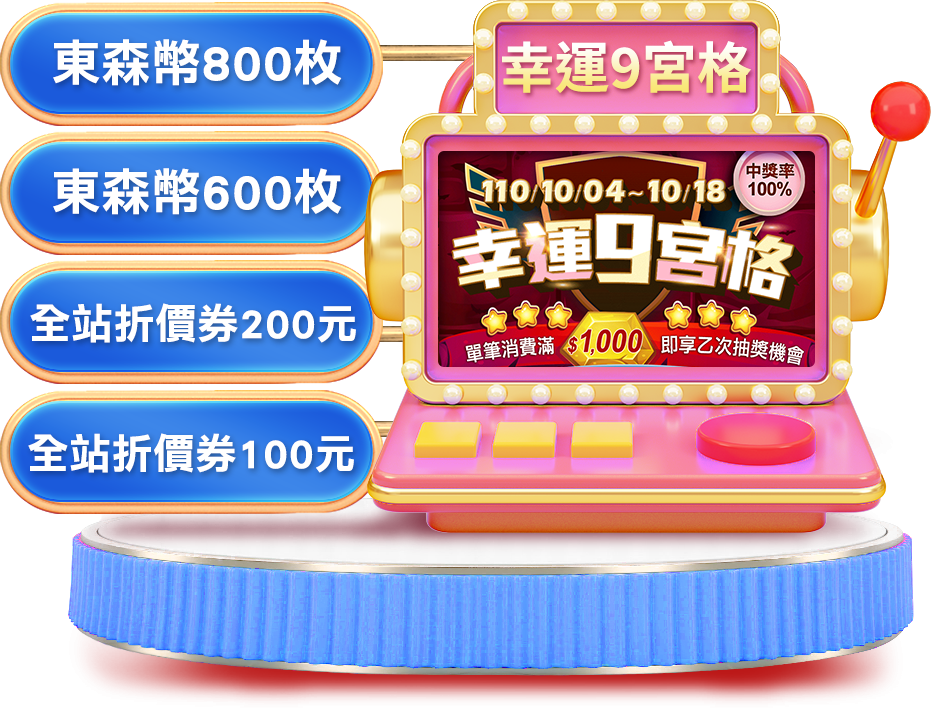 東森幣800枚
東森幣600枚
全站折價券200元
全站折價券100元
幸運9宮格
110/10/04~10/18
中獎率
100%
幸運9宮格
單筆消費滿 $1,000 即享乙次抽獎機會